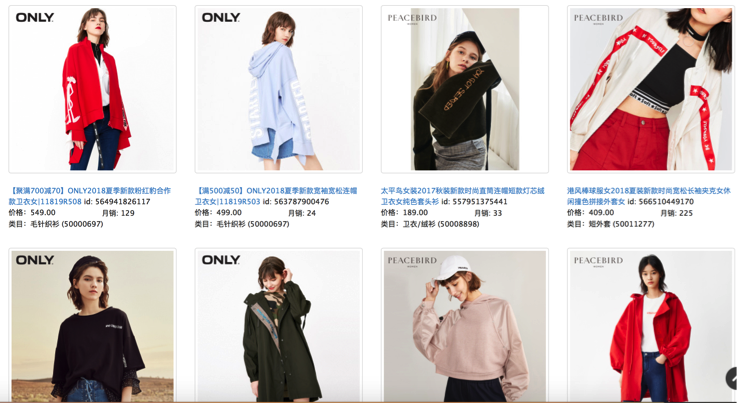 ONLY
ONLY
PEACEBIRD
PEACEBIRD
【聚满700减70】ONLY2018夏季新款粉红豹合作
款卫衣女|11819R508 id: 564941826117
价格：549.00 月销: 129
类目：毛针织衫 (50000697)
【满500减50】ONLY2018夏季新款宽袖宽松连帽
卫衣女|11819R503 id: 563787900476
价格：499.00 月销: 24
类目：毛针织衫 (50000697)
太平鸟女装2017秋装新款时尚直筒连帽短款灯芯绒
卫衣女纯色套头衫 id: 557951375441
价格：189.00 月销: 33
类目：卫衣/绒衫 (50008898)
港风棒球服女2018夏装新款时尚宽松长袖夹克女休
闲撞色拼接外套女 id: 566510449170
价格：409.00 月销: 225
类目：短外套 (50011277)
ONLY
ONLY
PEACEBIRD
PEACEBIRD